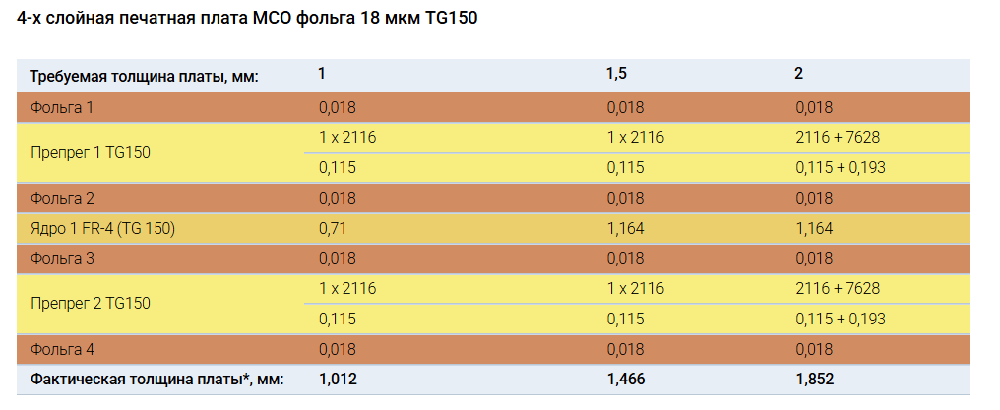 4-х слойная печатная плата МСО фольга 18 мкм TG150
Требуемая толщина платы, мм: 1 1,5 2
Фольга 1 0,018 0,018 0,018
Препрег 1 TG150 1 x 2116 1 x 2116 2116 + 7628
0,115 0,115 0,115 + 0,193
Фольга 2 0,018 0,018 0,018
Ядро 1 FR-4 (TG 150) 0,71 1,164 1,164
Фольга 3 0,018 0,018 0,018
Препрег 2 TG150 1 x 2116 1 x 2116 2116 + 7628
0,115 0,115 0,115 + 0,193
Фольга 4 0,018 0,018 0,018
Фактическая толщина платы*, мм: 1,012 1,466 1,852